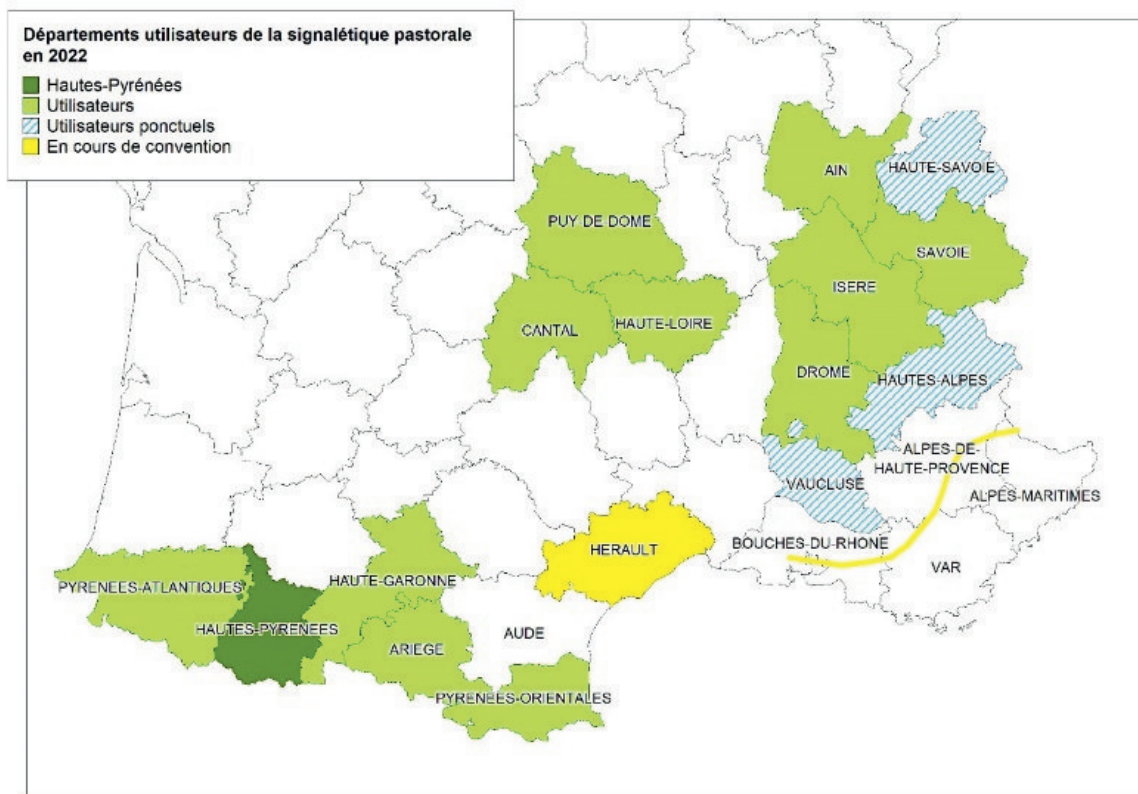 Départements utilisateurs de la signalétique pastorale
en 2022
Hautes-Pyrénées
Utilisateurs
Utilisateurs ponctuels
En cours de convention
AIN
HAUTE-SAVOIE
PUY DE DOME
SAVOIE
ISERE
CANTAL
HAUTE-LOIRE
DROME
HAUTES-ALPES
ALPES-DE-
HAUTE-PROVENCE
VAUCLUSE
ALPES-MARITIMES
BOUCHES-DU-RHONE
HERAULT
VAR
PYRENEES-ATLANTIQUES
HAUTE-GARONNE
HAUTES-PYRENEES
AUDE
ARIEGE
PYRENEES-ORIENTALES